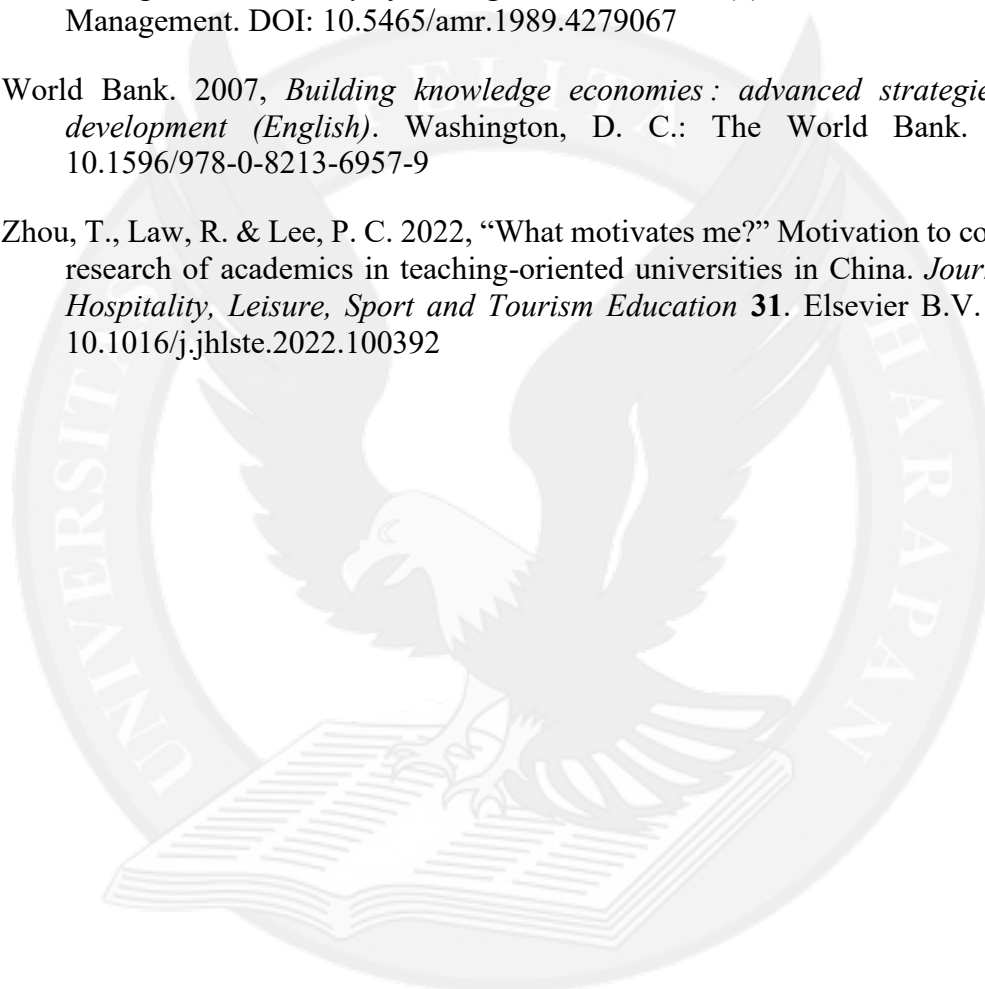 Management. DOI: 10.5465/amr.1989.4279067
World Bank. 2007, Building knowledge economies : advanced strategie
development (English). Washington, D. C.: The World Bank.
10.1596/978-0-8213-6957-9
Zhou, T., Law, R. & Lee, P. C. 2022, “What motivates me?” Motivation to co
research of academics in teaching-oriented universities in China. Jour
Hospitality, Leisure, Sport and Tourism Education 31. Elsevier B.V.
10.1016/j.jhlste.2022.100392
UNIVERSITAS PELITA HARAPAN